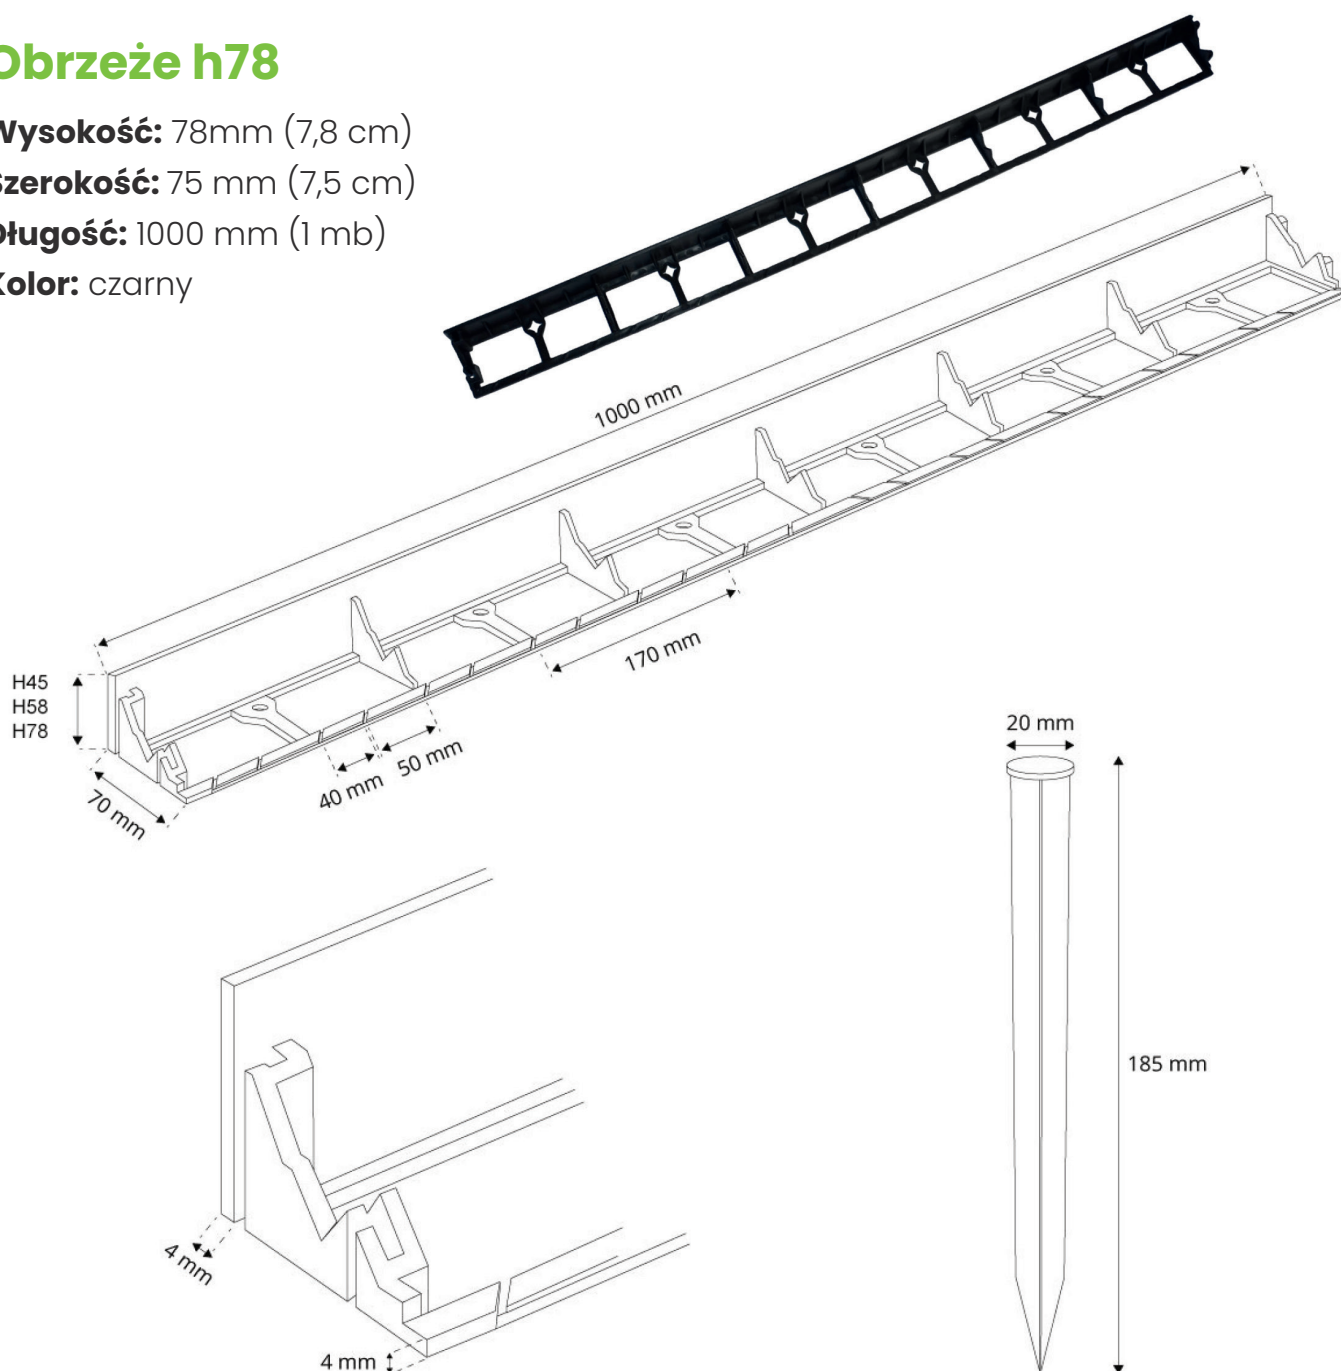 Obrzeże h78
Wysokość: 78mm (7,8 cm)
Szerokość: 75 mm (7,5 cm)
Długość: 1000 mm (1 mb)
Kolor: czarny
1000 mm
170 mm
H45
H58
H78
50 mm
40 mm
70 mm
20 mm
185 mm
4 mm
4 mm